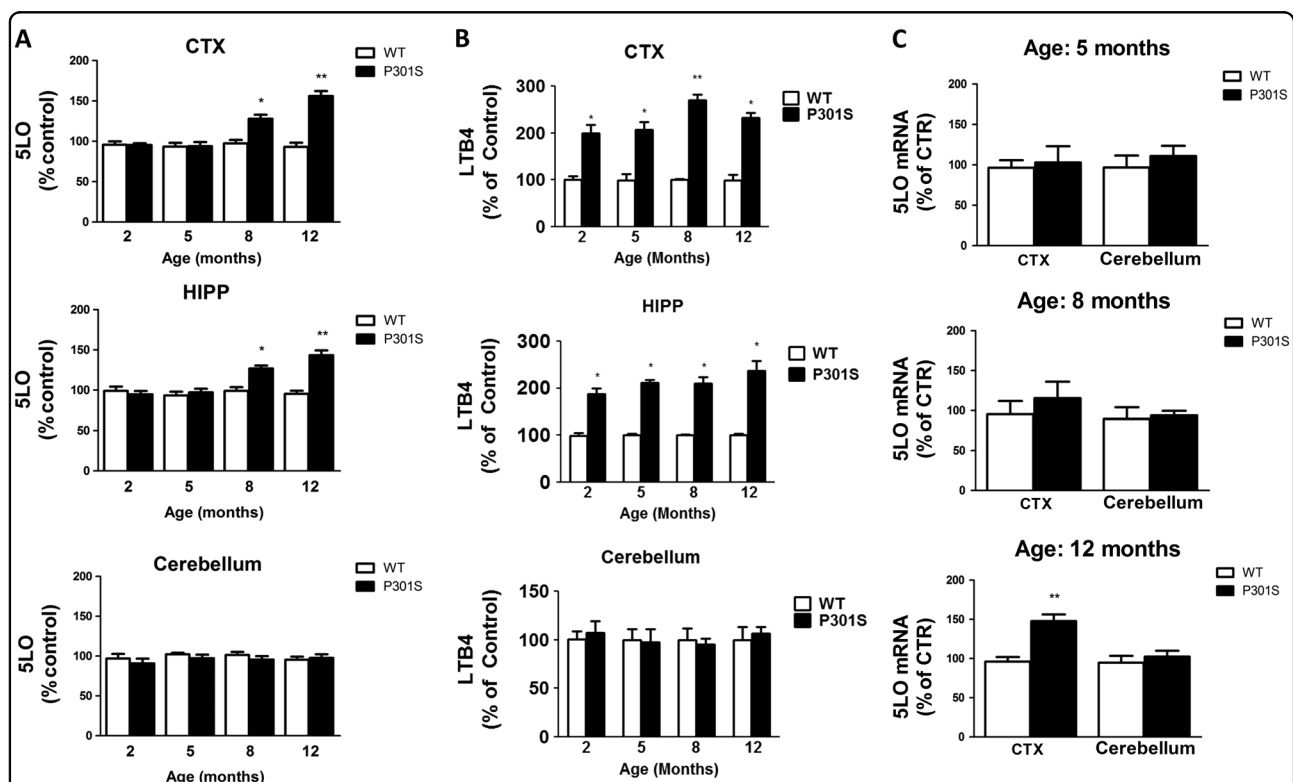 A
CTX
WT
P301S
5LO
(% control)
200
150
100
50
0
*
**
2 5 8 12
Age (months)
HIPP
WT
P301S
5LO
(% control)
200
150
100
50
0
*
**
2 5 8 12
Age (months)
Cerebellum
WT
P301S
5LO
(% control)
200
150
100
50
0
2 5 8 12
Age (months)
B
CTX
WT
P301S
LTB4
(% of Control)
300
200
100
0
* * ** *
2 5 8 12
Age (Months)
HIPP
WT
P301S
LTB4
(% of Control)
300
200
100
0
* * * *
2 5 8 12
Age (Months)
Cerebellum
WT
P301S
LTB4
(% of Control)
150
100
50
0
2 5 8 12
Age (Months)
C
Age: 5 months
WT
P301S
5LO mRNA
(% of CTR)
200
150
100
50
0
CTX Cerebellum
Age: 8 months
WT
P301S
5LO mRNA
(% of CTR)
200
150
100
50
0
CTX Cerebellum
Age: 12 months
WT
P301S
5LO mRNA
(% of CTR)
200
150
100
50
0
**
CTX Cerebellum